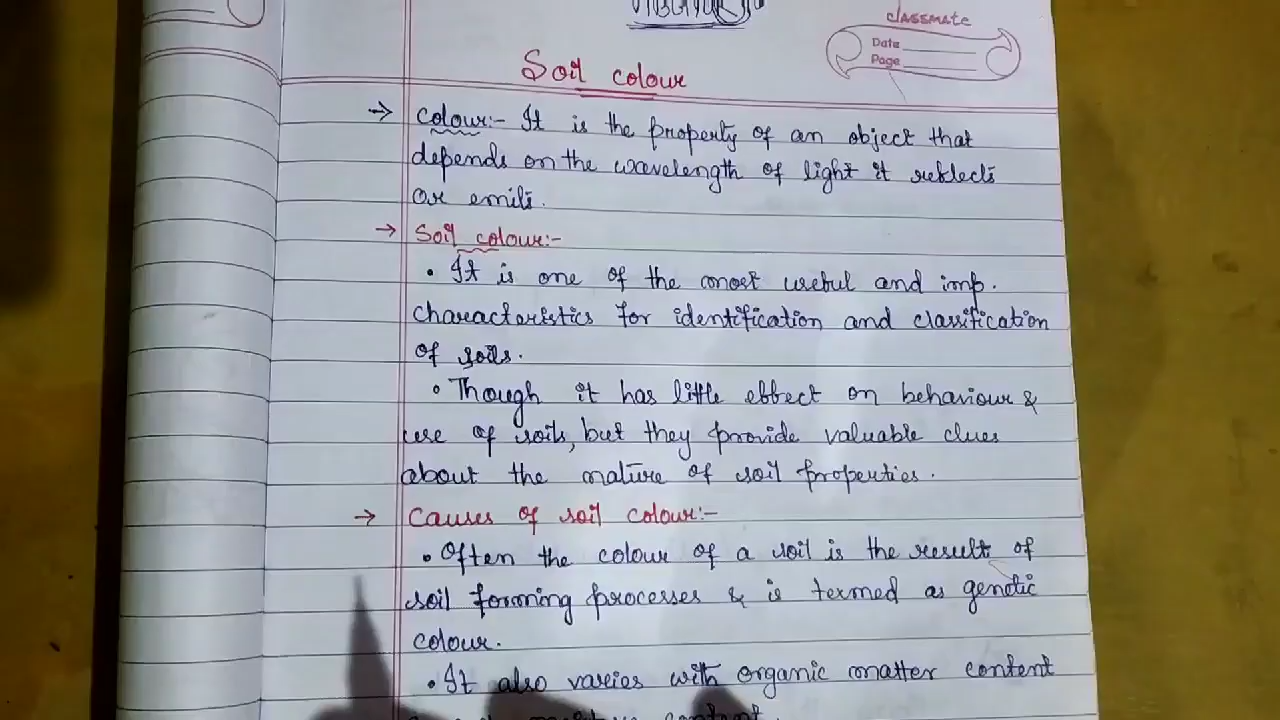 classmate
Date
Page
Soil colour
→ Colour:- It is the property of an object that
depends on the wavelength of light it reflects
or emits.
→ Soil colour:-
• It is one of the most useful and imp.
characteristics for identification and classification
of soils.
• Though it has little effect on behaviour &
use of soils, but they provide valuable clues
about the nature of soil properties.
→ Causes of soil colour:-
• Often the colour of a soil is the result of
soil forming processes & is termed as genetic
colour.
• It also varies with organic matter content
content.